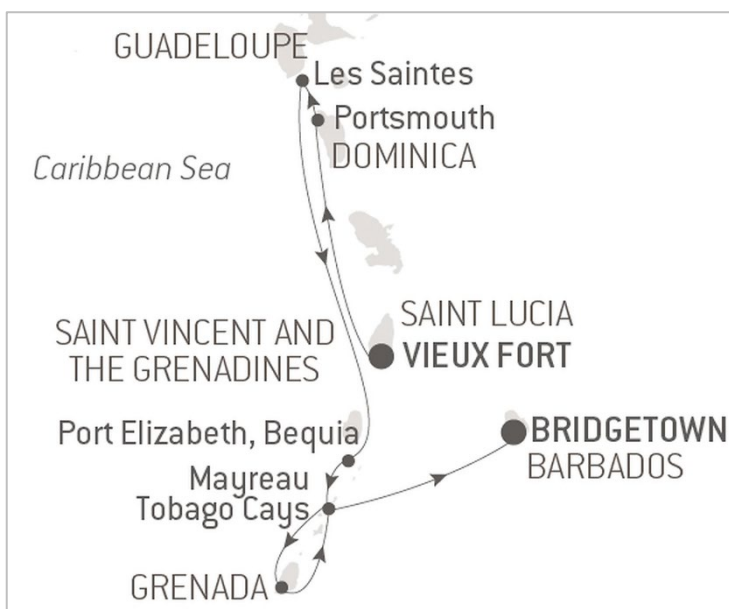 GUADELOUPE
Les Saintes
Portsmouth
DOMINICA
Caribbean Sea
SAINT LUCIA
VIEUX FORT
SAINT VINCENT AND
THE GRENADINES
Port Elizabeth, Bequia
BRIDGETOWN
BARBADOS
Mayreau
Tobago Cays
GRENADA